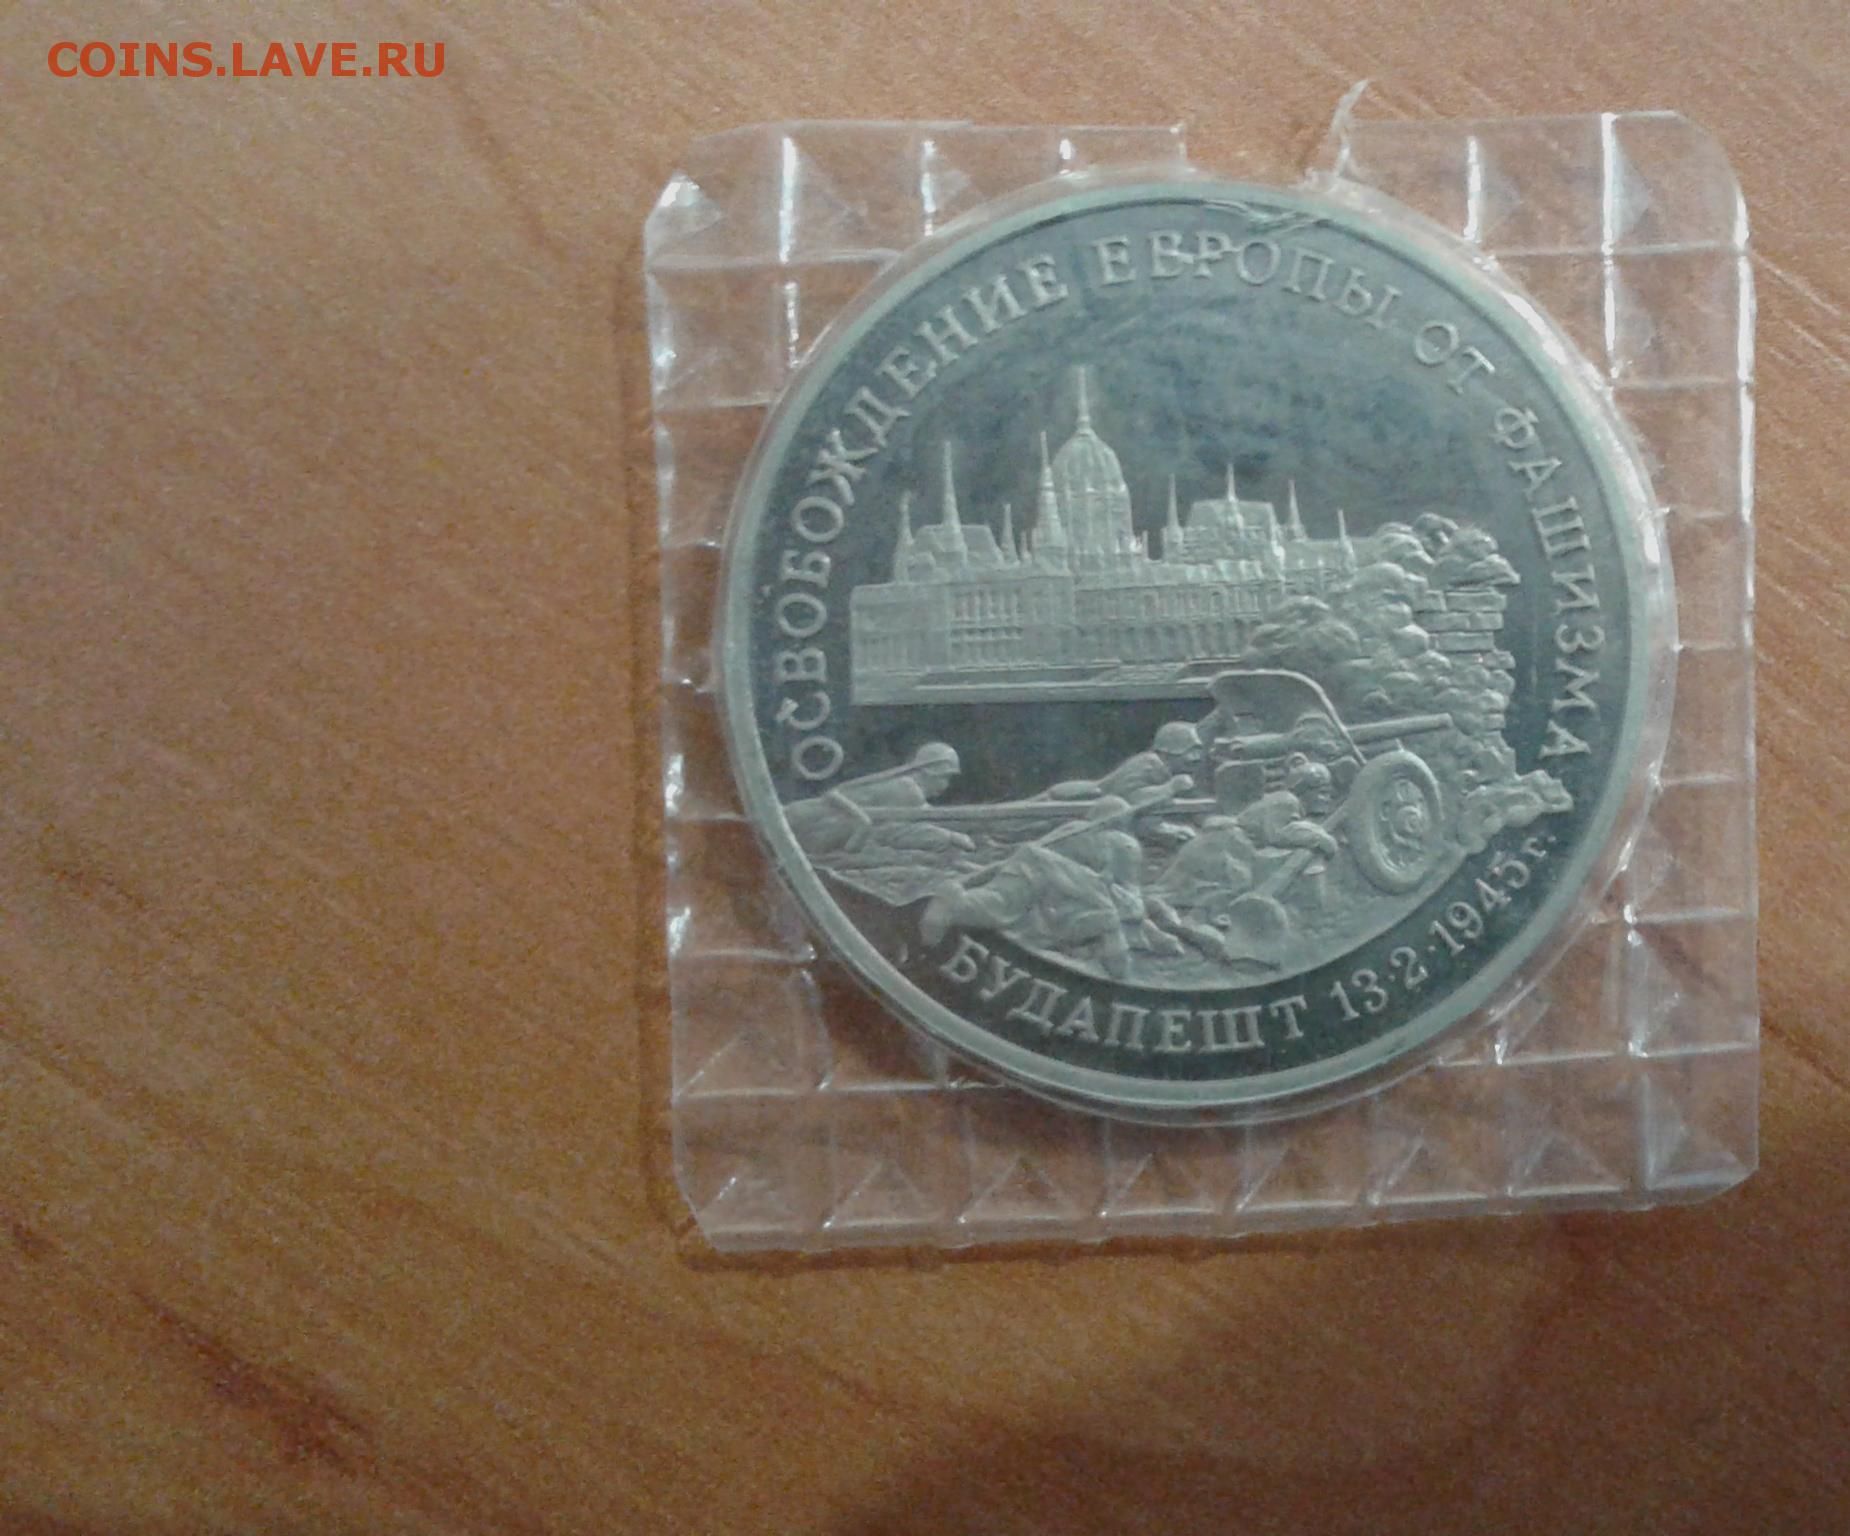 COINS.LAVE.RU
ОСВОБОЖДЕНИЕ ЕВРОПЫ ОТ ФАШИЗМА
БУДАПЕШТ 13·2·1945г.